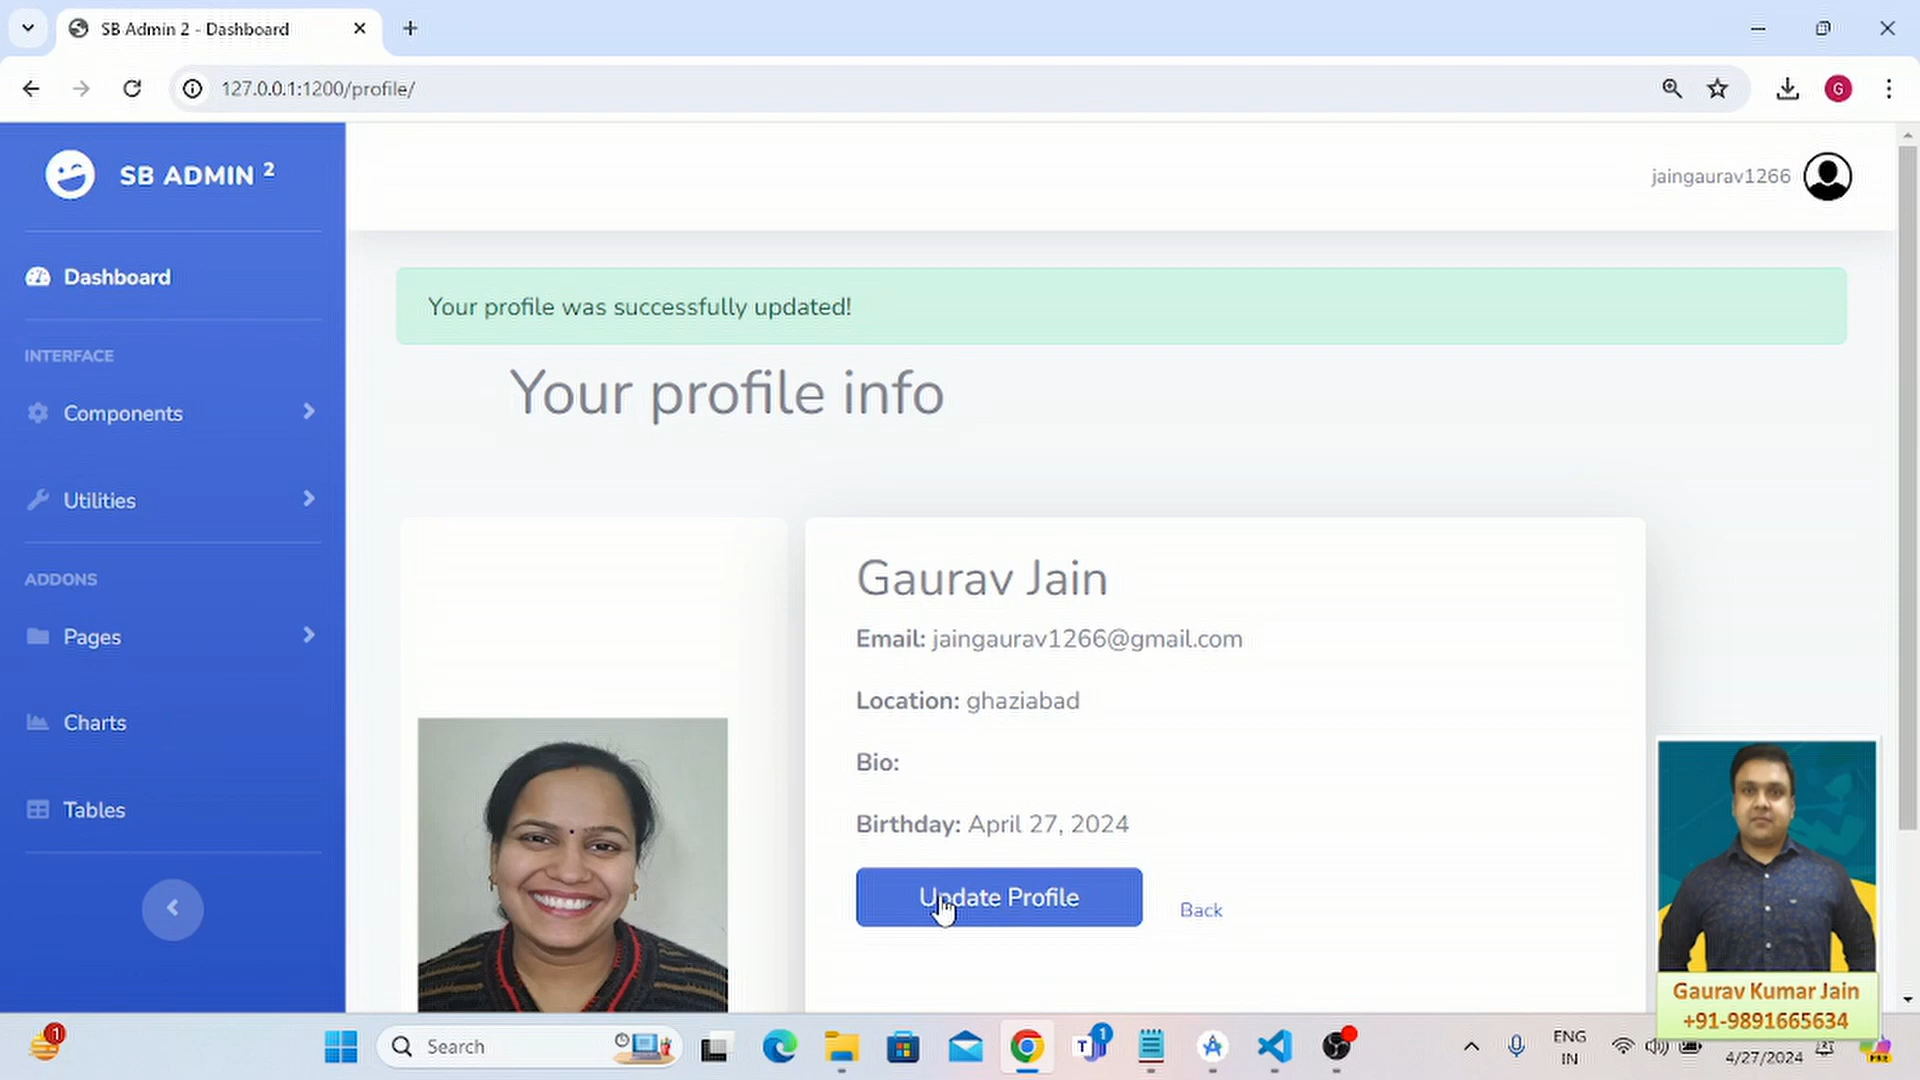 SB Admin 2 - Dashboard
127.0.0.1:1200/profile/
G
SB ADMIN 2
jaingaurav1266
Dashboard
Your profile was successfully updated!
INTERFACE
Your profile info
Components
Utilities
ADDONS
Gaurav Jain
Pages
Email: jaingaurav1266@gmail.com
Location: ghaziabad
Charts
Bio:
Tables
Birthday: April 27, 2024
Update Profile
Back
Gaurav Kumar Jain
+91-9891665634
1
Search
T
1
ENG
IN
4/27/2024
PRE